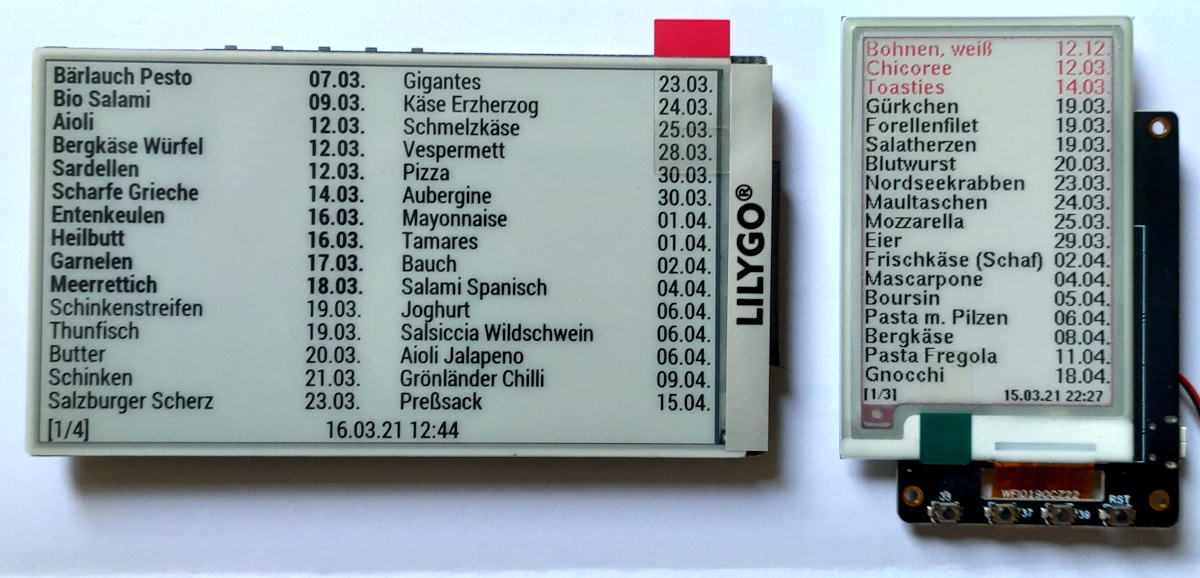 Bärlauch Pesto 07.03.
Bio Salami 09.03.
Aioli 12.03.
Bergkäse Würfel 12.03.
Sardellen 12.03.
Scharfe Grieche 14.03.
Entenkeulen 16.03.
Heilbutt 16.03.
Garnelen 17.03.
Meerrettich 18.03.
Schinkenstreifen 19.03.
Thunfisch 19.03.
Butter 20.03.
Schinken 21.03.
Salzburger Scherz 23.03.
Gigantes 23.03.
Käse Erzherzog 24.03.
Schmelzkäse 25.03.
Vespermett 28.03.
Pizza 30.03.
Aubergine 30.03.
Mayonnaise 01.04.
Tamares 01.04.
Bauch 02.04.
Salami Spanisch 04.04.
Joghurt 06.04.
Salsiccia Wildschwein 06.04.
Aioli Jalapeno 06.04.
Grönländer Chilli 09.04.
Preßsack 15.04.
[1/4] 16.03.21 12:44
LILYGO®
Bohnen, weiß 12.12.
Chicoree 12.03.
Toasties 14.03.
Gürkchen 19.03.
Forellenfilet 19.03.
Salatherzen 19.03.
Blutwurst 20.03.
Nordseekrabben 23.03.
Maultaschen 24.03.
Mozzarella 25.03.
Eier 29.03.
Frischkäse (Schaf) 02.04.
Mascarpone 04.04.
Boursin 05.04.
Pasta m. Pilzen 06.04.
Bergkäse 08.04.
Pasta Fregola 11.04.
Gnocchi 18.04.
[1/3] 15.03.21 22:27
WFI0190CZ22
39 37 38 RST